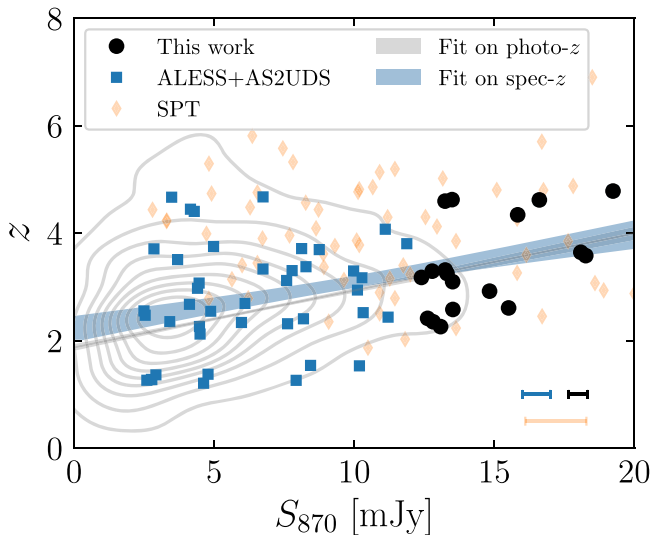 8
6
4
2
0
z
This work
ALESS+AS2UDS
SPT
Fit on photo-z
Fit on spec-z
0 5 10 15 20
S870 [mJy]